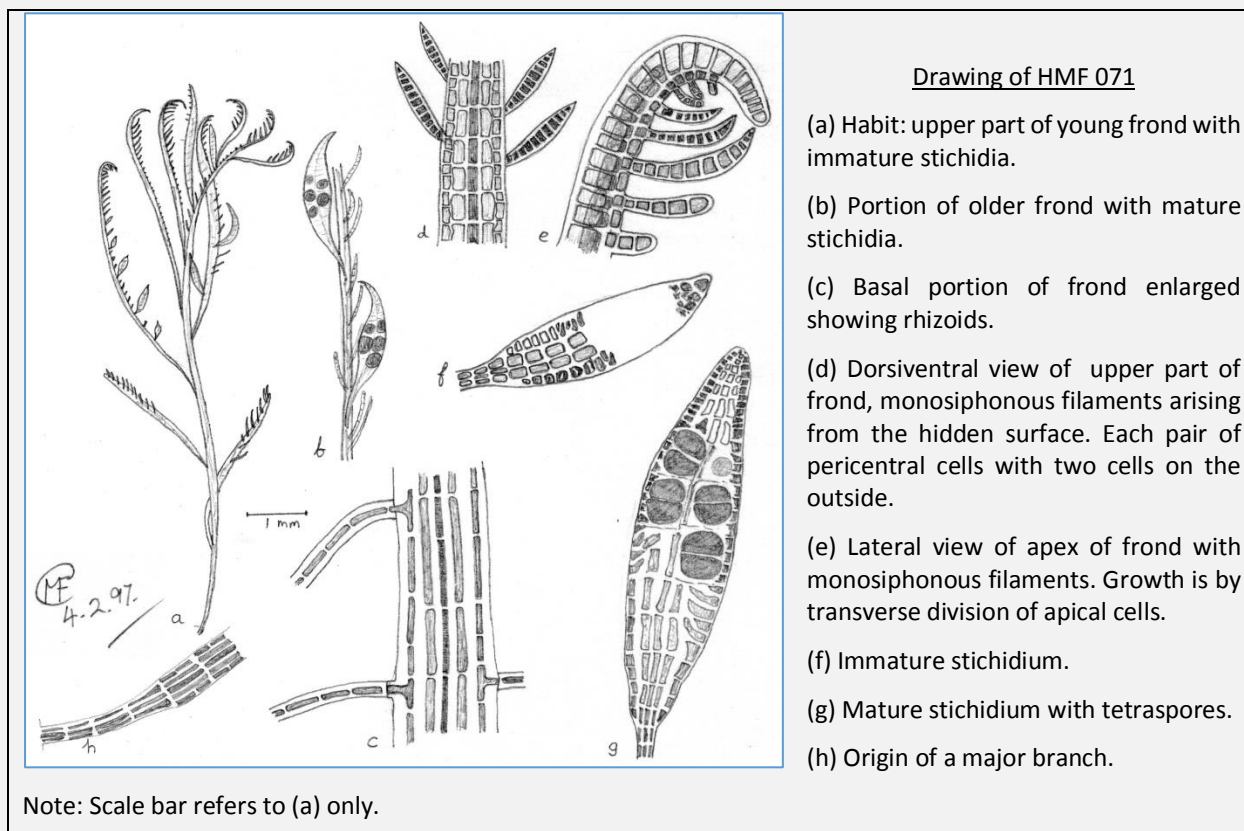 Drawing of HMF 071
(a) Habit: upper part of young frond with
immature stichidia.
(b) Portion of older frond with mature
stichidia.
(c) Basal portion of frond enlarged
showing rhizoids.
(d) Dorsiventral view of upper part of
frond, monosiphonous filaments arising
from the hidden surface. Each pair of
pericentral cells with two cells on the
outside.
(e) Lateral view of apex of frond with
monosiphonous filaments. Growth is by
transverse division of apical cells.
(f) Immature stichidium.
(g) Mature stichidium with tetraspores.
(h) Origin of a major branch.
d
e
f
b
1 mm
4.2.97.
a
h
c
g
Note: Scale bar refers to (a) only.